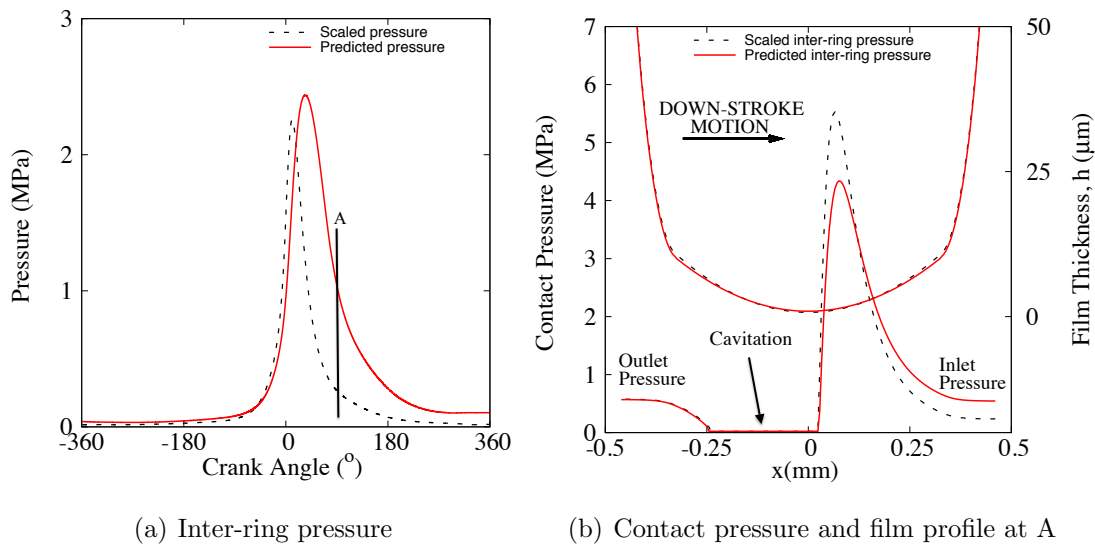 Scaled pressure
Predicted pressure
3
2
1
0
Pressure (MPa)
A
-360
-180
0
180
360
Crank Angle (o)
(a) Inter-ring pressure
Scaled inter-ring pressure
Predicted inter-ring pressure
7
6
5
4
3
2
1
0
Contact Pressure (MPa)
50
25
0
Film Thickness, h (μm)
DOWN-STROKE
MOTION
Cavitation
Outlet
Pressure
Inlet
Pressure
-0.5
-0.25
0
0.25
0.5
x(mm)
(b) Contact pressure and film profile at A